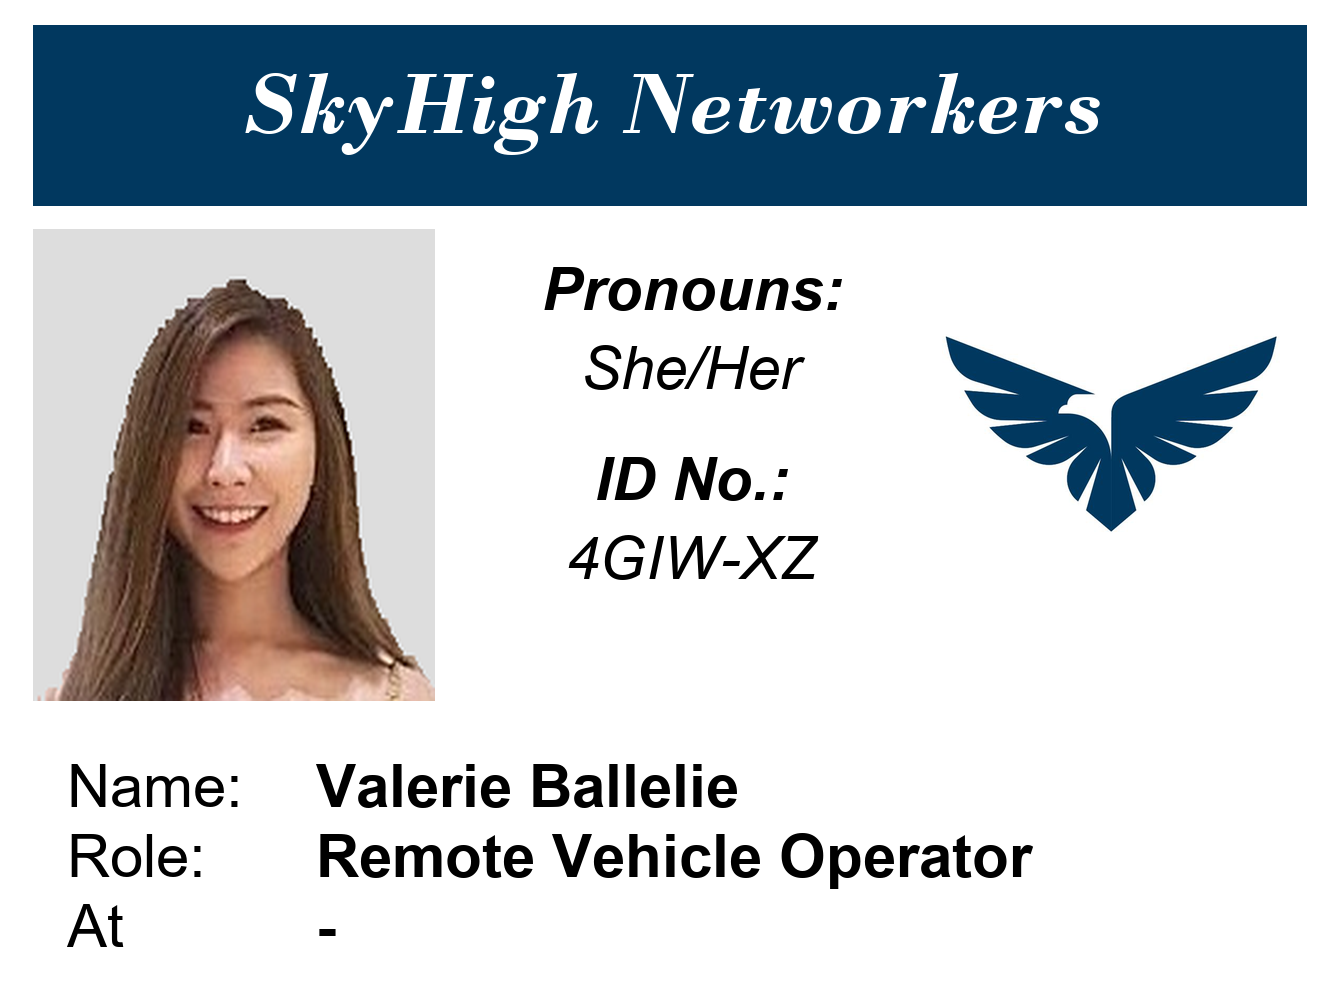 SkyHigh Networkers
Pronouns:
She/Her
ID No.:
4GIW-XZ
Name: Valerie Ballelie
Role: Remote Vehicle Operator
At -